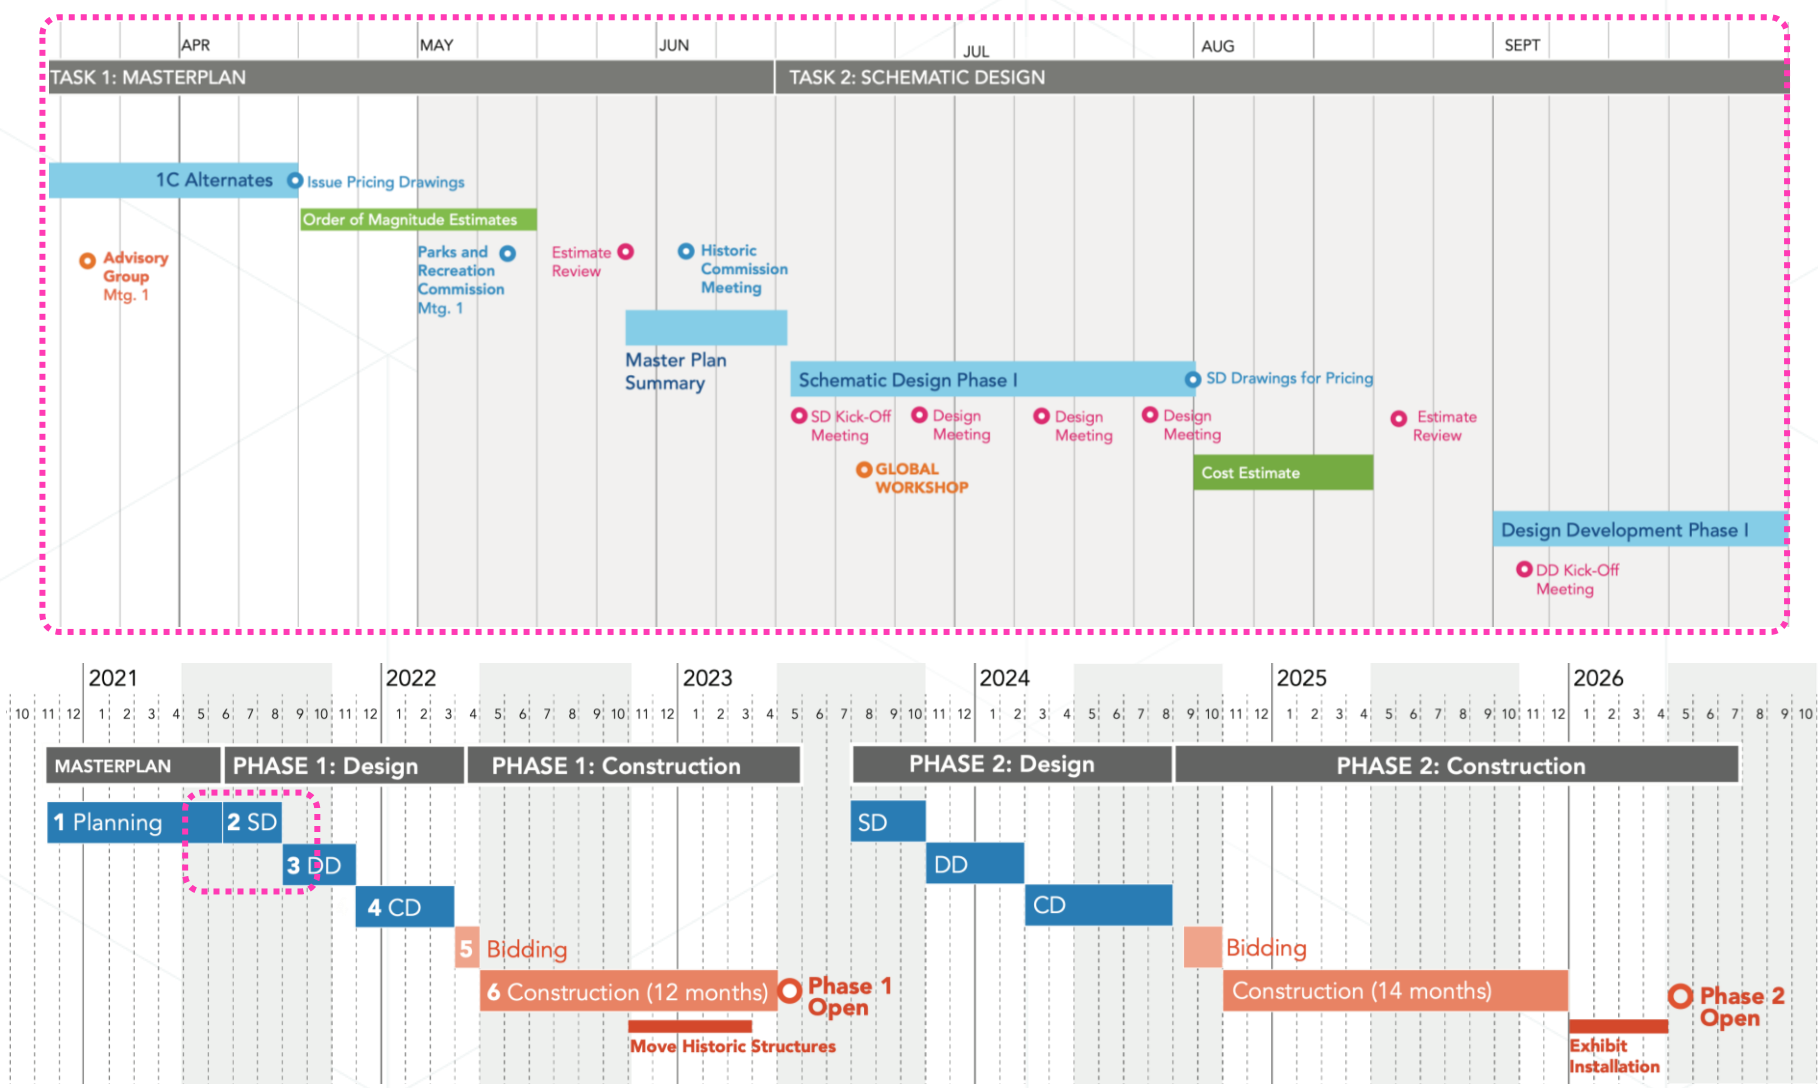 APR MAY JUN JUL AUG SEPT
TASK 1: MASTERPLAN TASK 2: SCHEMATIC DESIGN
1C Alternates Issue Pricing Drawings
Order of Magnitude Estimates
Advisory
Group
Mtg. 1
Parks and
Recreation
Commission
Mtg. 1
Estimate
Review
Historic
Commission
Meeting
Master Plan
Summary
Schematic Design Phase I SD Drawings for Pricing
SD Kick-Off
Meeting
Design
Meeting
Design
Meeting
Design
Meeting
Estimate
Review
GLOBAL
WORKSHOP
Cost Estimate
Design Development Phase I
DD Kick-Off
Meeting
2021 2022 2023 2024 2025 2026
10 11 12 1 2 3 4 5 6 7 8 9 10 11 12 1 2 3 4 5 6 7 8 9 10 11 12 1 2 3 4 5 6 7 8 9 10 11 12 1 2 3 4 5 6 7 8 9 10 11 12 1 2 3 4 5 6 7 8 9 10 11 12 1 2 3 4 5 6 7 8 9 10
MASTERPLAN PHASE 1: Design PHASE 1: Construction PHASE 2: Design PHASE 2: Construction
1 Planning 2 SD SD
3 DD DD
4 CD CD
5 Bidding Bidding
6 Construction (12 months) Construction (14 months)
Phase 1
Open
Phase 2
Open
Move Historic Structures
Exhibit
Installation